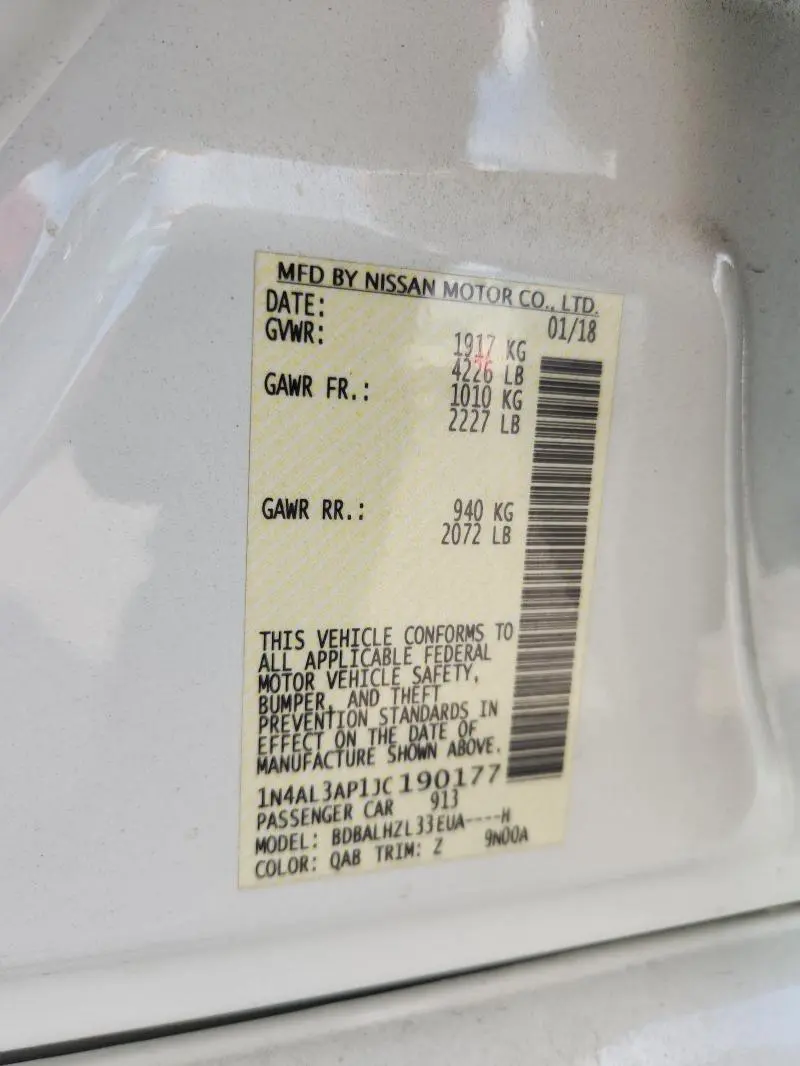 MFD BY NISSAN MOTOR CO., LTD.
DATE: 01/18
GVWR: 1917 KG
4226 LB
GAWR FR.: 1010 KG
2227 LB
GAWR RR.: 940 KG
2072 LB
THIS VEHICLE CONFORMS TO
ALL APPLICABLE FEDERAL
MOTOR VEHICLE SAFETY,
BUMPER, AND THEFT
PREVENTION STANDARDS IN
EFFECT ON THE DATE OF
MANUFACTURE SHOWN ABOVE.
1N4AL3AP1JC190177
PASSENGER CAR 913
MODEL: BDBALHZL33EUA----H
COLOR: QAB TRIM: Z 9N00A